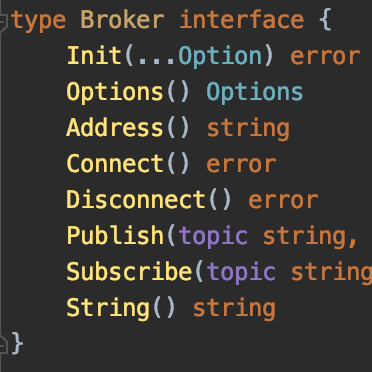 type Broker interface {
    Init(...Option) error
    Options() Options
    Address() string
    Connect() error
    Disconnect() error
    Publish(topic string,
    Subscribe(topic string
    String() string
}